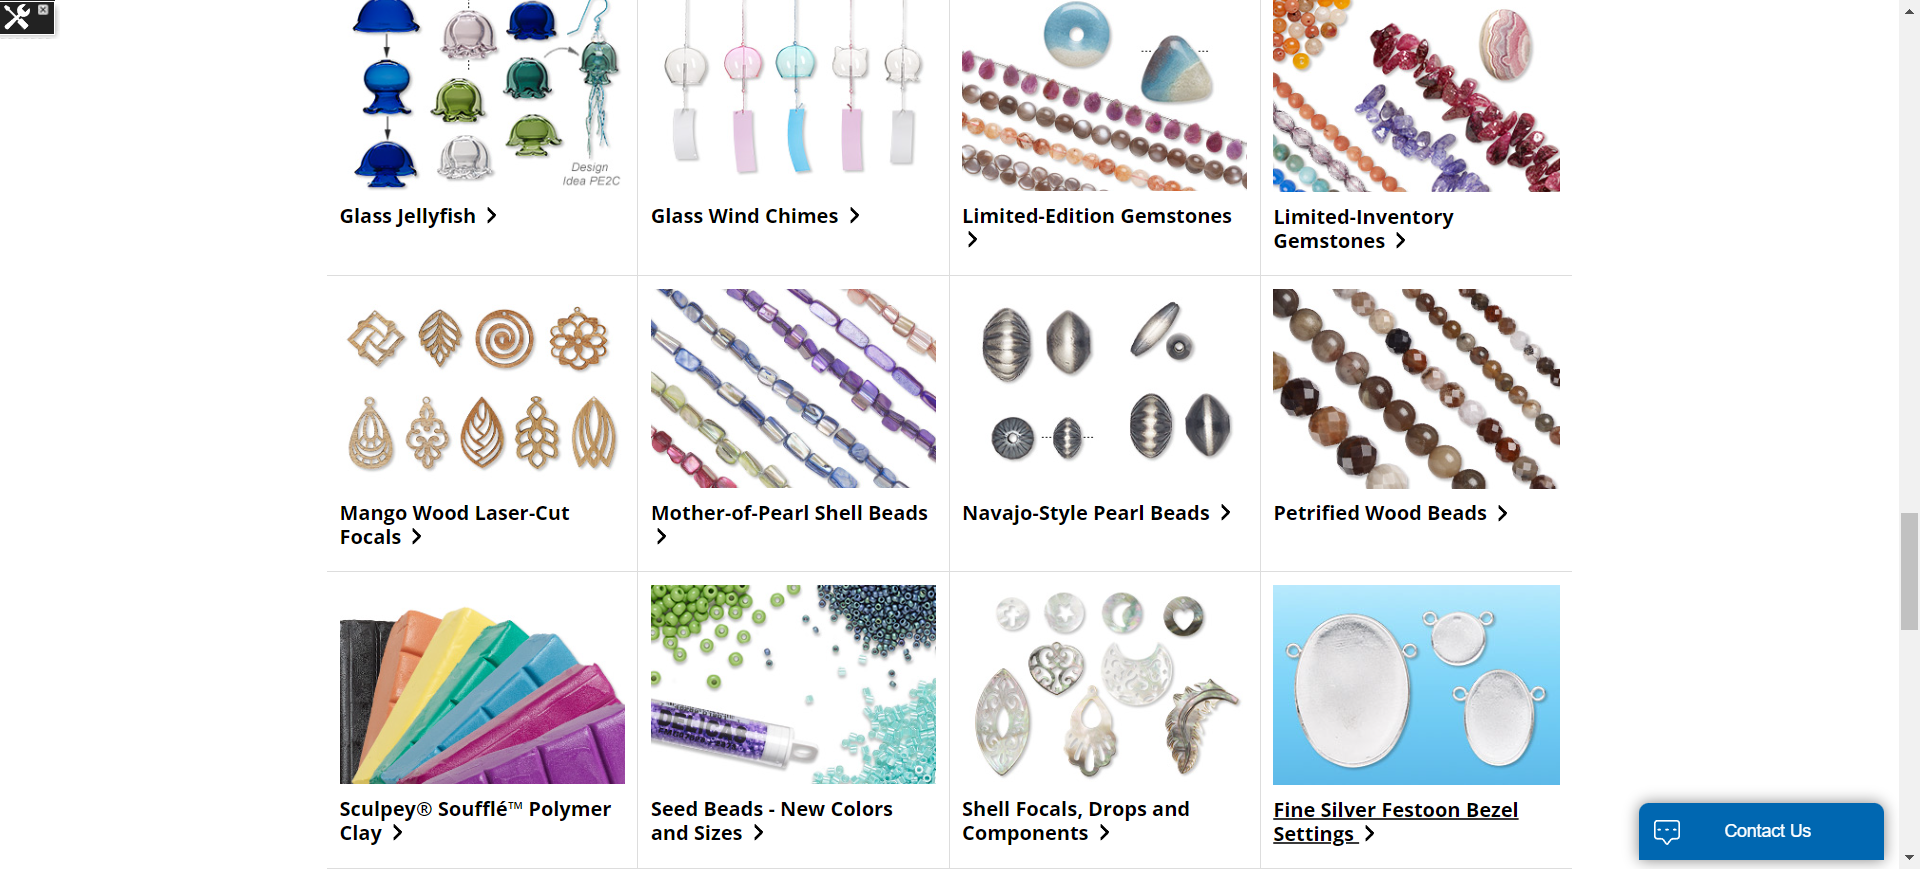 Design
Idea PE2C
Glass Jellyfish
Glass Wind Chimes
Limited-Edition Gemstones
Limited-Inventory
Gemstones
Mango Wood Laser-Cut
Focals
Mother-of-Pearl Shell Beads
Navajo-Style Pearl Beads
Petrified Wood Beads
DELICAS
Sculpey® Soufflé™ Polymer
Clay
Seed Beads - New Colors
and Sizes
Shell Focals, Drops and
Components
Fine Silver Festoon Bezel
Settings
Contact Us